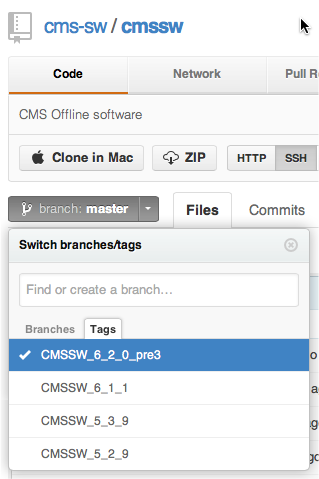 cms-sw / cmssw
Code Network Pull R
CMS Offline software
Clone in Mac ZIP HTTP SSH
branch: master Files Commits
Switch branches/tags
Find or create a branch…
Branches Tags
CMSSW_6_2_0_pre3
CMSSW_6_1_1
CMSSW_5_3_9
CMSSW_5_2_9